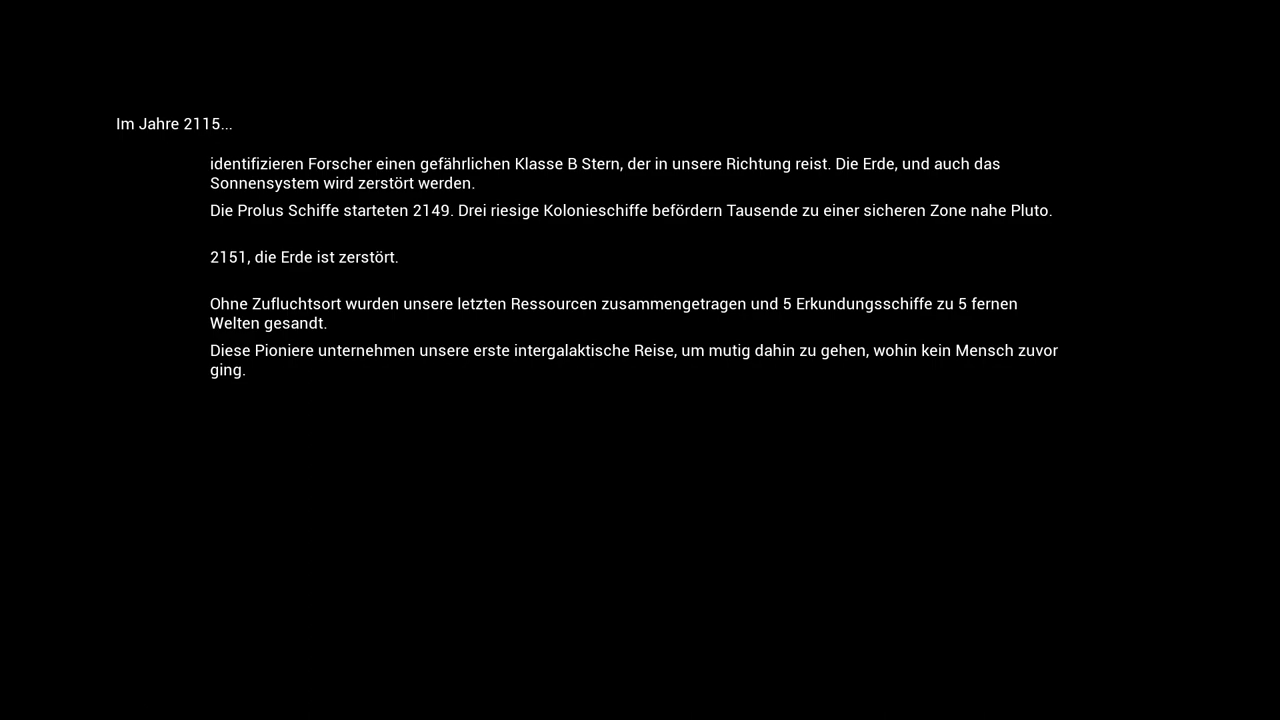 Im Jahre 2115...
identifizieren Forscher einen gefährlichen Klasse B Stern, der in unsere Richtung reist. Die Erde, und auch das
Sonnensystem wird zerstört werden.
Die Prolus Schiffe starteten 2149. Drei riesige Kolonieschiffe befördern Tausende zu einer sicheren Zone nahe Pluto.
2151, die Erde ist zerstört.
Ohne Zufluchtsort wurden unsere letzten Ressourcen zusammengetragen und 5 Erkundungsschiffe zu 5 fernen
Welten gesandt.
Diese Pioniere unternehmen unsere erste intergalaktische Reise, um mutig dahin zu gehen, wohin kein Mensch zuvor
ging.